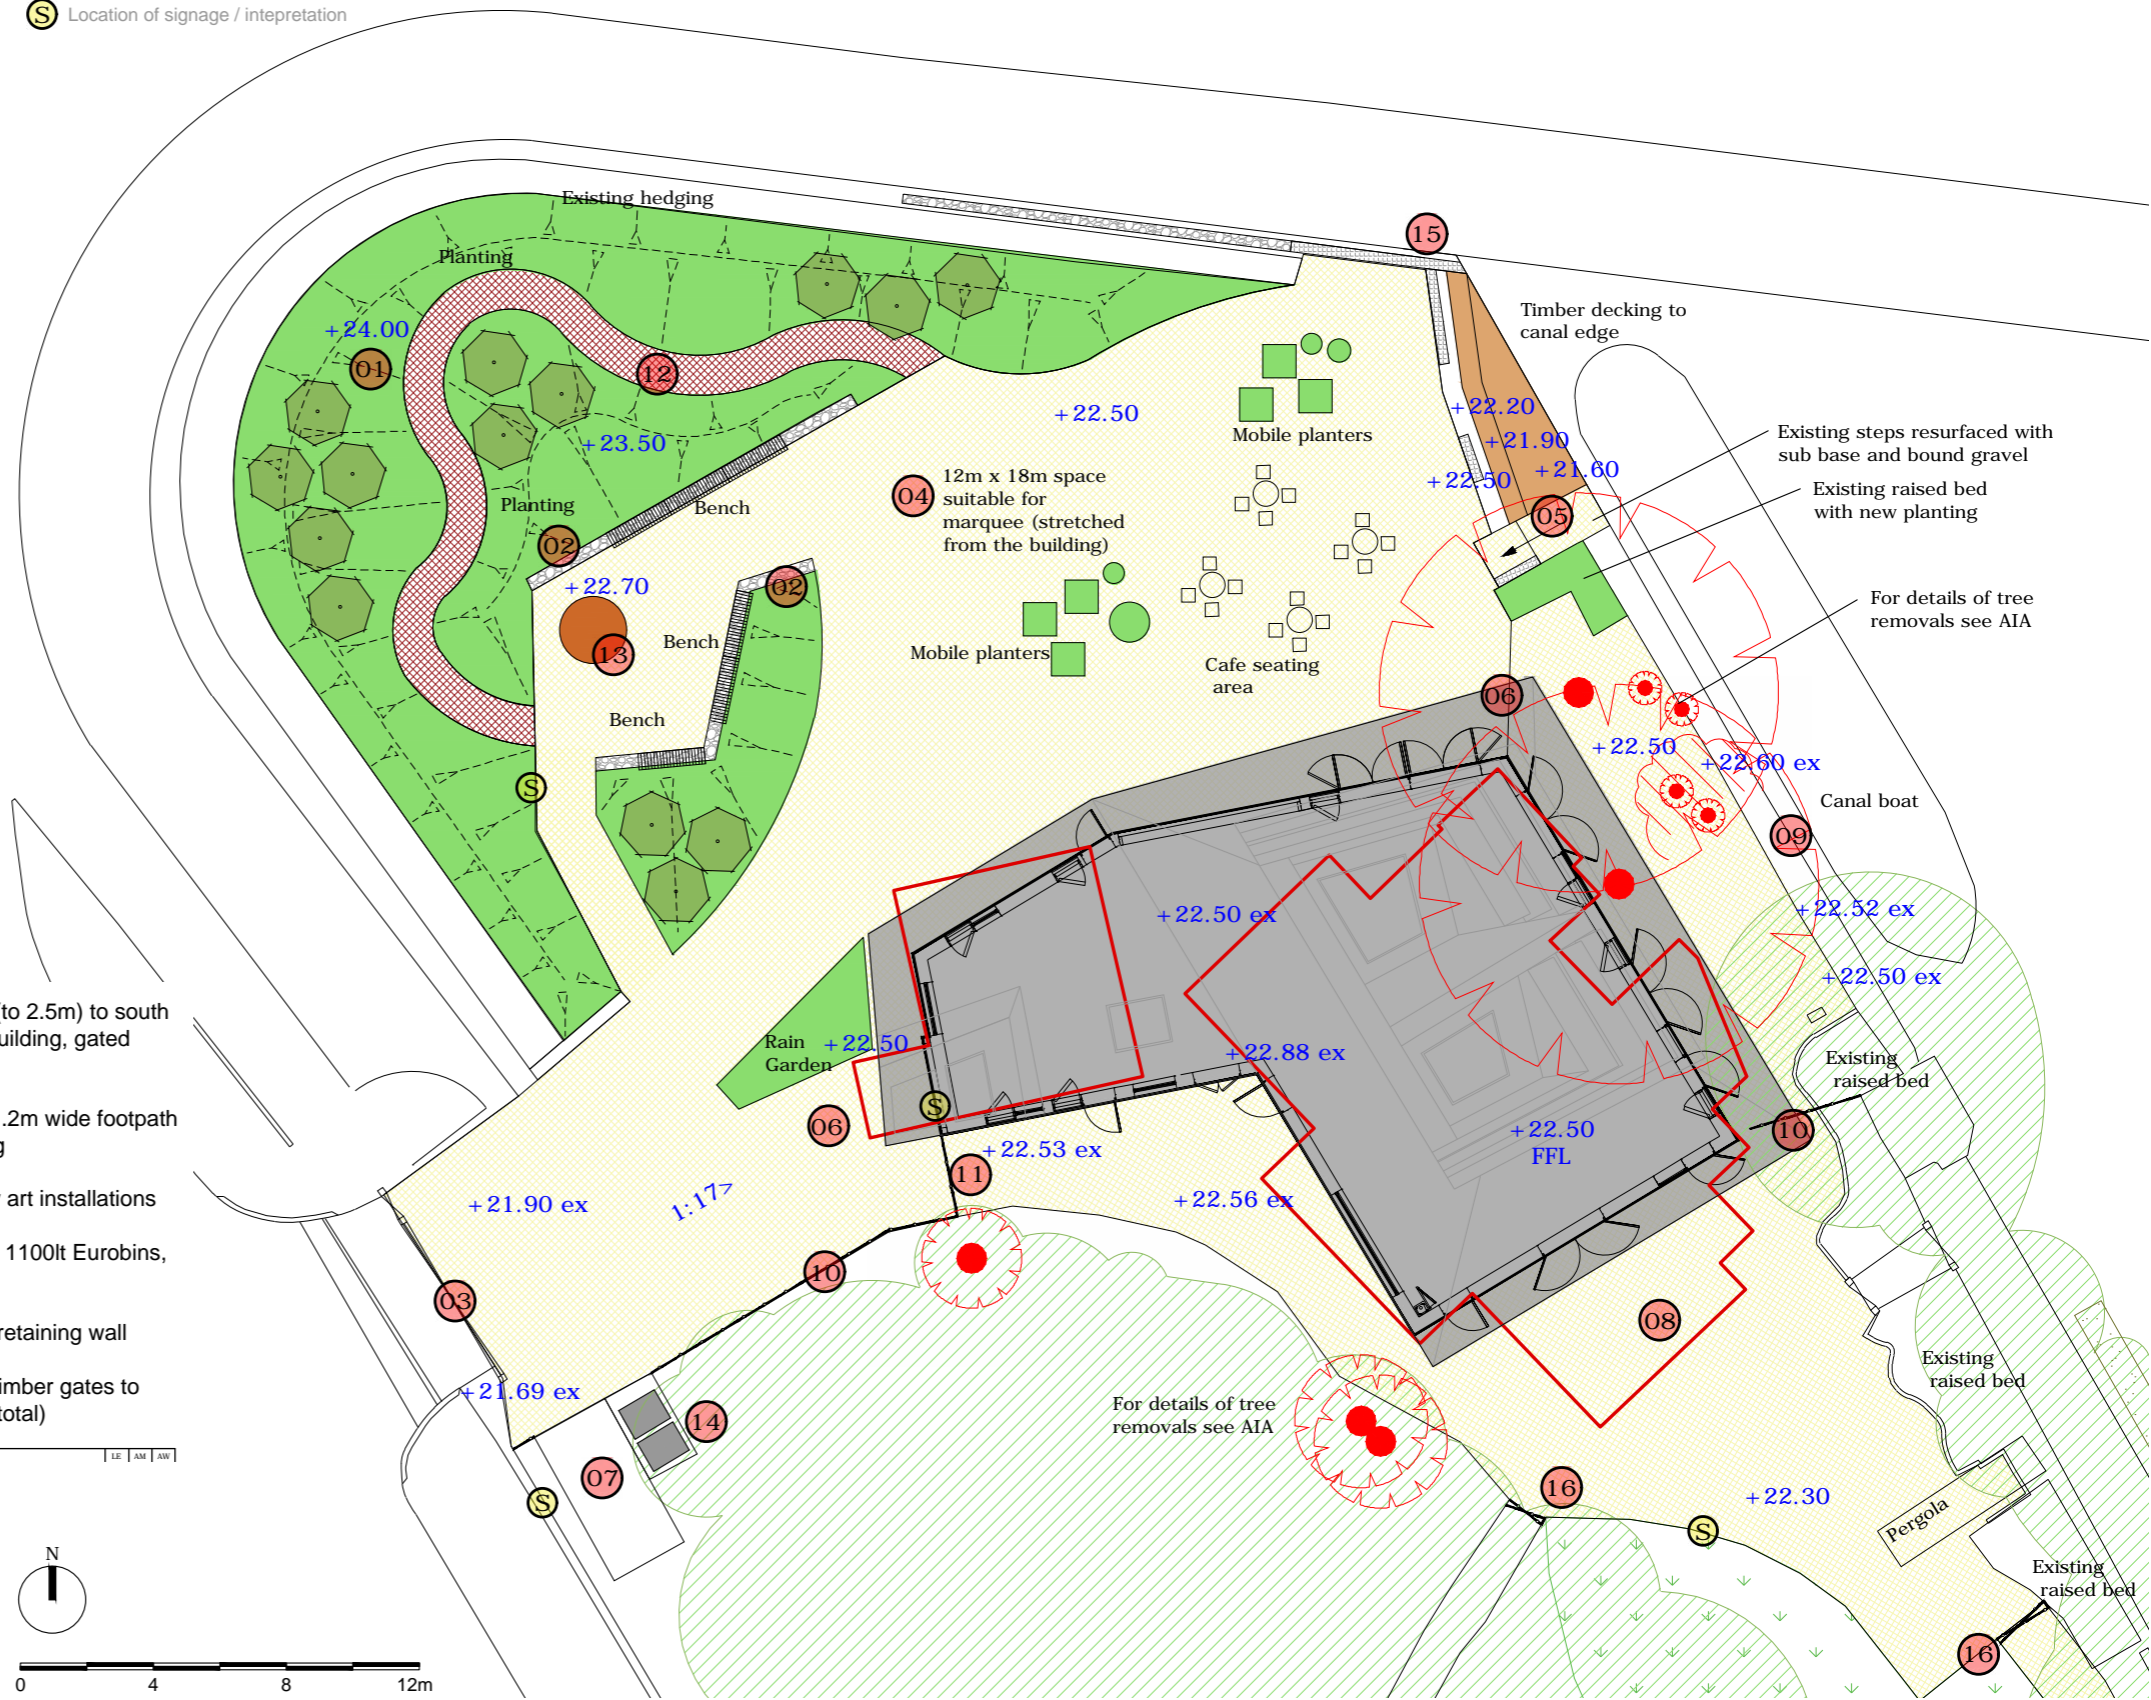 S Location of signage / intepretation
Existing hedging
15
Planting
Timber decking to
canal edge
+24.00
01
12
+22.50
+22.20
Mobile planters
+21.90
+23.50
+21.60
+22.50
Existing steps resurfaced with
sub base and bound gravel
04
12m x 18m space
suitable for
marquee (stretched
from the building)
Existing raised bed
with new planting
Planting
Bench
05
02
+22.70
02
For details of tree
removals see AIA
13
Bench
Mobile planters
Cafe seating
area
Bench
06
+22.50
+22.60 ex
S
Canal boat
09
+22.50 ex
+22.52 ex
+22.50 ex
(to 2.5m) to south
uilding, gated
Rain
Garden
+22.50
+22.88 ex
Existing
raised bed
.2m wide footpath
g
S
06
+22.50
FFL
10
+22.53 ex
11
art installations
+21.90 ex
1:17>
+22.56 ex
1100lt Eurobins,
10
03
08
retaining wall
Existing
raised bed
imber gates to
total)
+21.69 ex
14
For details of tree
removals see AIA
LE AM AW
07
S
16
+22.30
S
Pergola
N
Existing
raised bed
16
0 4 8 12m